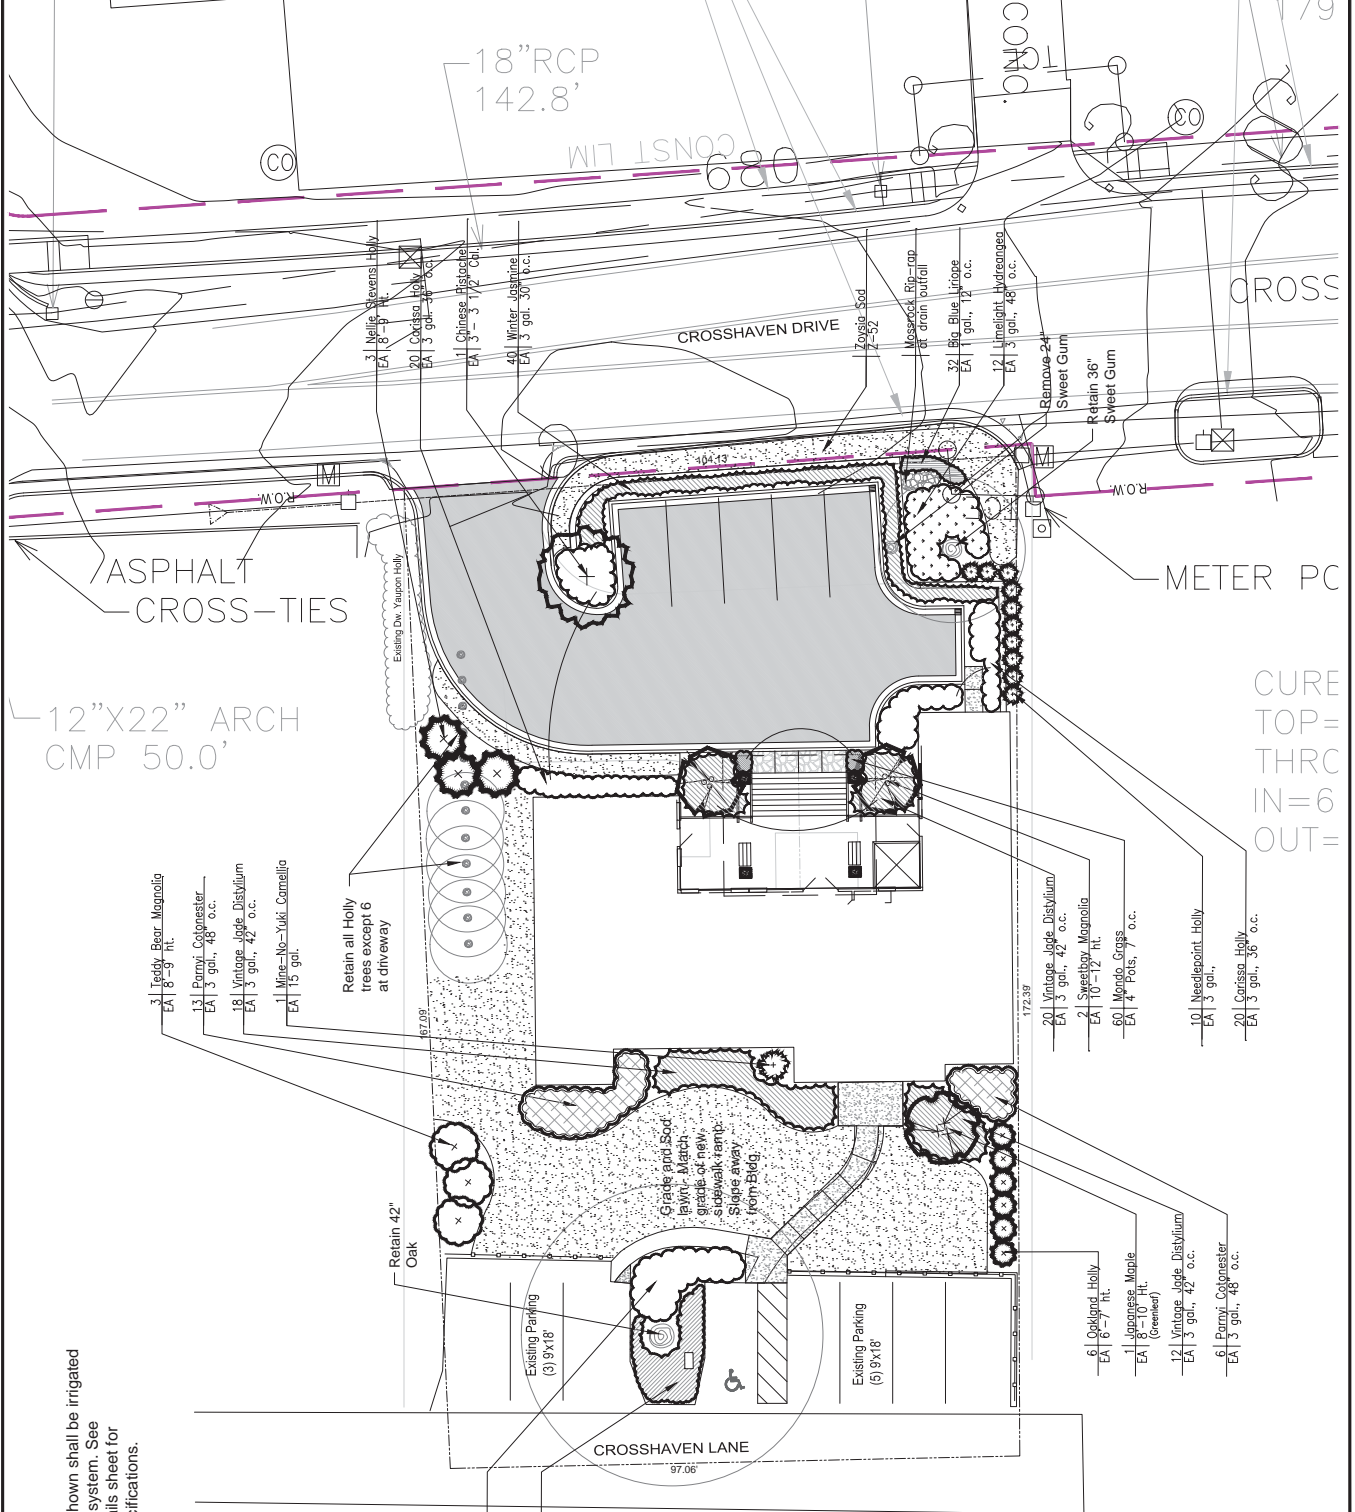 179
18"RCP
142.8'
CONC
TC
CO
CO
CONST LIM
680
CROSS
CROSSHAVEN DRIVE
3 Nellie Stevens Holly
EA 8'-9' ht.
20 Carissa Holly
EA 3 gal. 36" o.c.
1 Chinese Pistache
EA 3"- 3 1/2" Cal.
40 Winter Jasmine
EA 3 gal. 30" o.c.
Zoysia Sod
Z-52
Mossrock Rip-rap
at drain outfall
32 Big Blue Liriope
EA 1 gal., 12" o.c.
12 Limelight Hydreangea
EA 3 gal., 48" o.c.
Remove 24"
Sweet Gum
Retain 36"
Sweet Gum
104.13'
M
M
R.O.W.
R.O.W.
ASPHALT
CROSS-TIES
Existing Dw. Yaupon Holly
METER PO
12"X22" ARCH
CMP 50.0'
CURB
TOP=
THRO
IN=6
OUT=
3 Teddy Bear Magnolia
EA 8'-9' ht.
13 Parnyi Cotonester
EA 3 gal., 48" o.c.
18 Vintage Jade Distylium
EA 3 gal., 42" o.c.
1 Mine-No-Yuki Camellia
EA 15 gal.
Retain all Holly
trees except 6
at driveway
167.09'
172.39'
20 Vintage Jade Distylium
EA 3 gal., 42" o.c.
2 Sweetbay Magnolia
EA 10'-12' ht.
60 Mondo Grass
EA 4" Pots, 7" o.c.
10 Needlepoint Holly
EA 3 gal.,
20 Carissa Holly
EA 3 gal., 36" o.c.
Grade and Sod
lawn. Match
grade of new
sidewalk ramp.
Slope away
from Bldg.
Retain 42"
Oak
Existing Parking
(3) 9'x18'
Existing Parking
(5) 9'x18'
6 Oakland Holly
EA 6'-7' ht.
1 Japanese Maple
EA 8'-10' Ht.
(Greenleaf)
12 Vintage Jade Distylium
EA 3 gal., 42" o.c.
6 Parnyi Cotonester
EA 3 gal., 48" o.c.
CROSSHAVEN LANE
97.06'
hown shall be irrigated
system. See
ils sheet for
cifications.